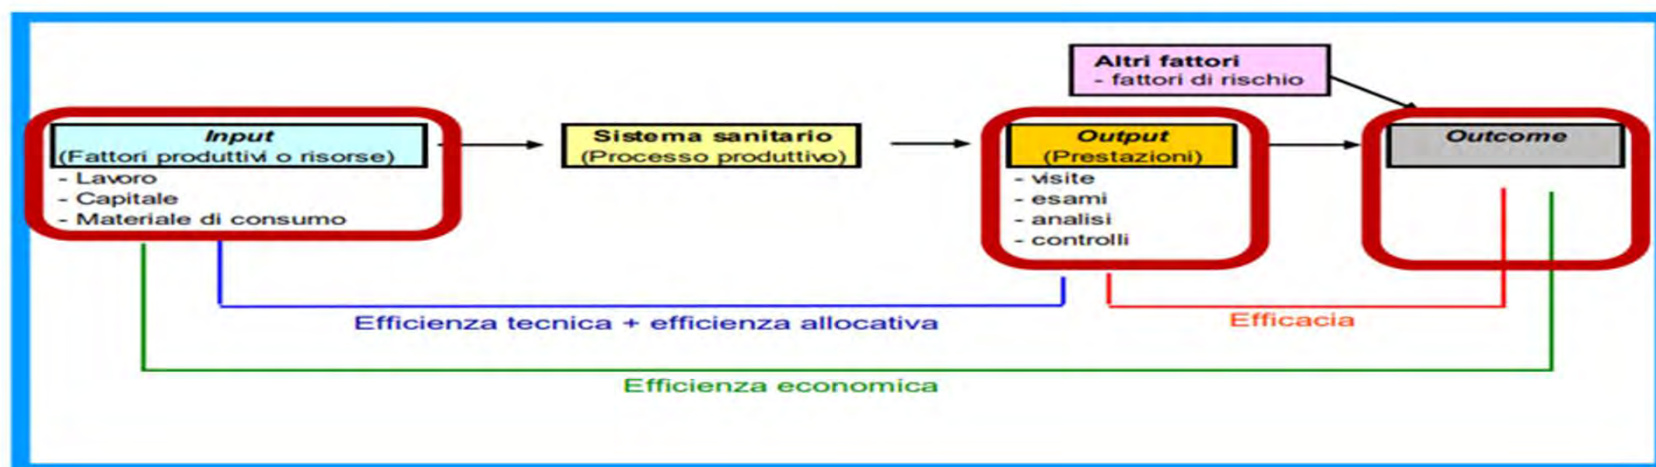 Altri fattori
- fattori di rischio
Input
(Fattori produttivi o risorse)
- Lavoro
- Capitale
- Materiale di consumo
Sistema sanitario
(Processo produttivo)
Output
(Prestazioni)
- visite
- esami
- analisi
- controlli
Outcome
Efficienza tecnica + efficienza allocativa
Efficacia
Efficienza economica